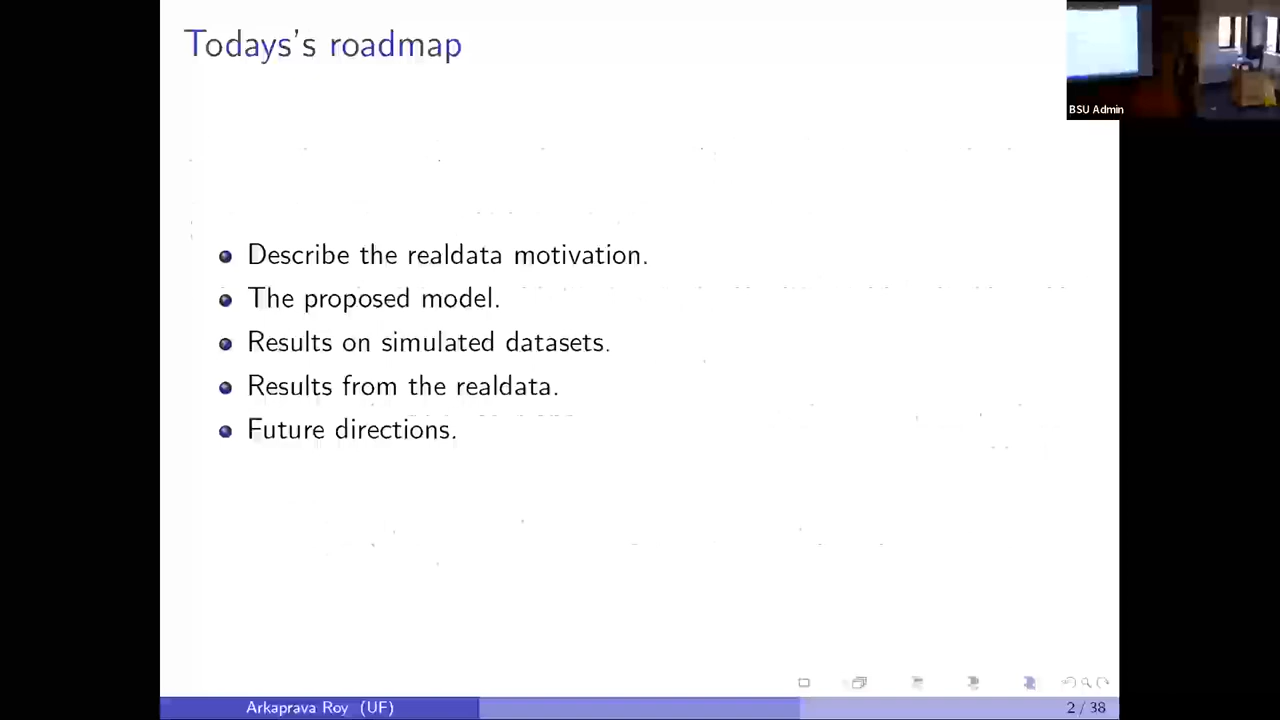 Todays's roadmap
BSU Admin
Describe the realdata motivation.
The proposed model.
Results on simulated datasets.
Results from the realdata.
Future directions.
Arkaprava Roy (UF)
2 / 38